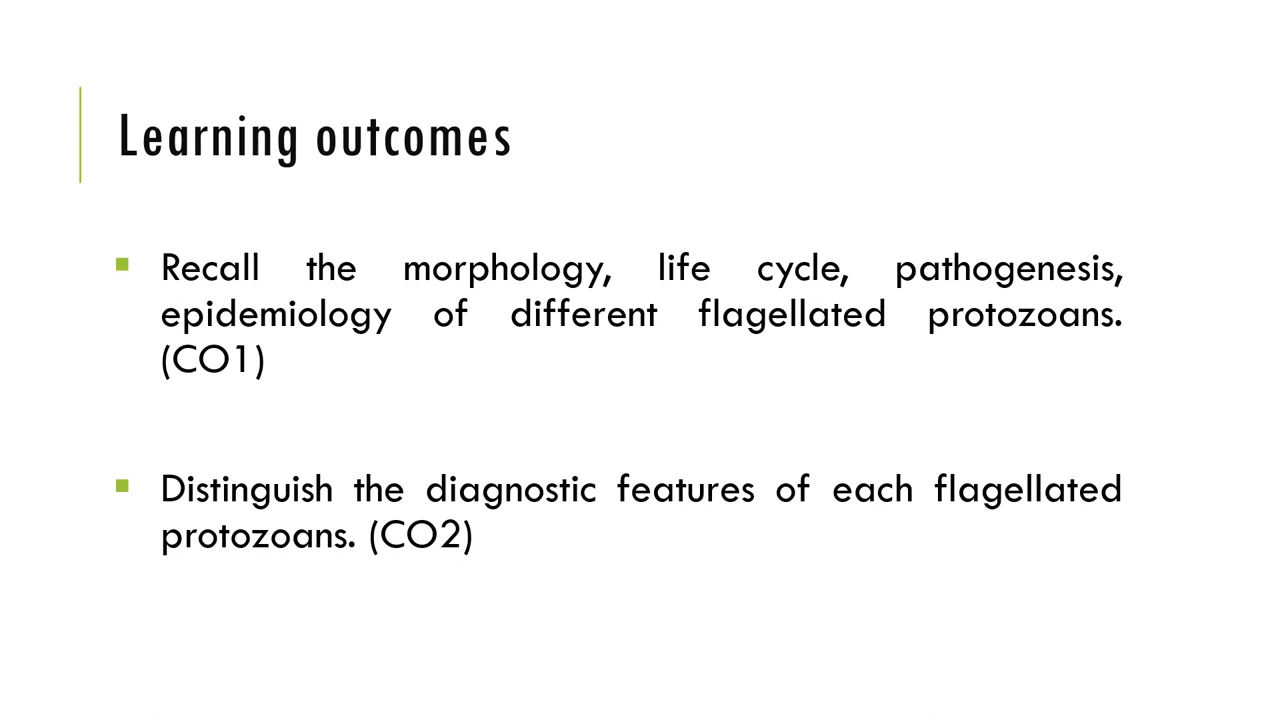 Learning outcomes
Recall the morphology, life cycle, pathogenesis,
epidemiology of different flagellated protozoans.
(CO1)
Distinguish the diagnostic features of each flagellated
protozoans. (CO2)